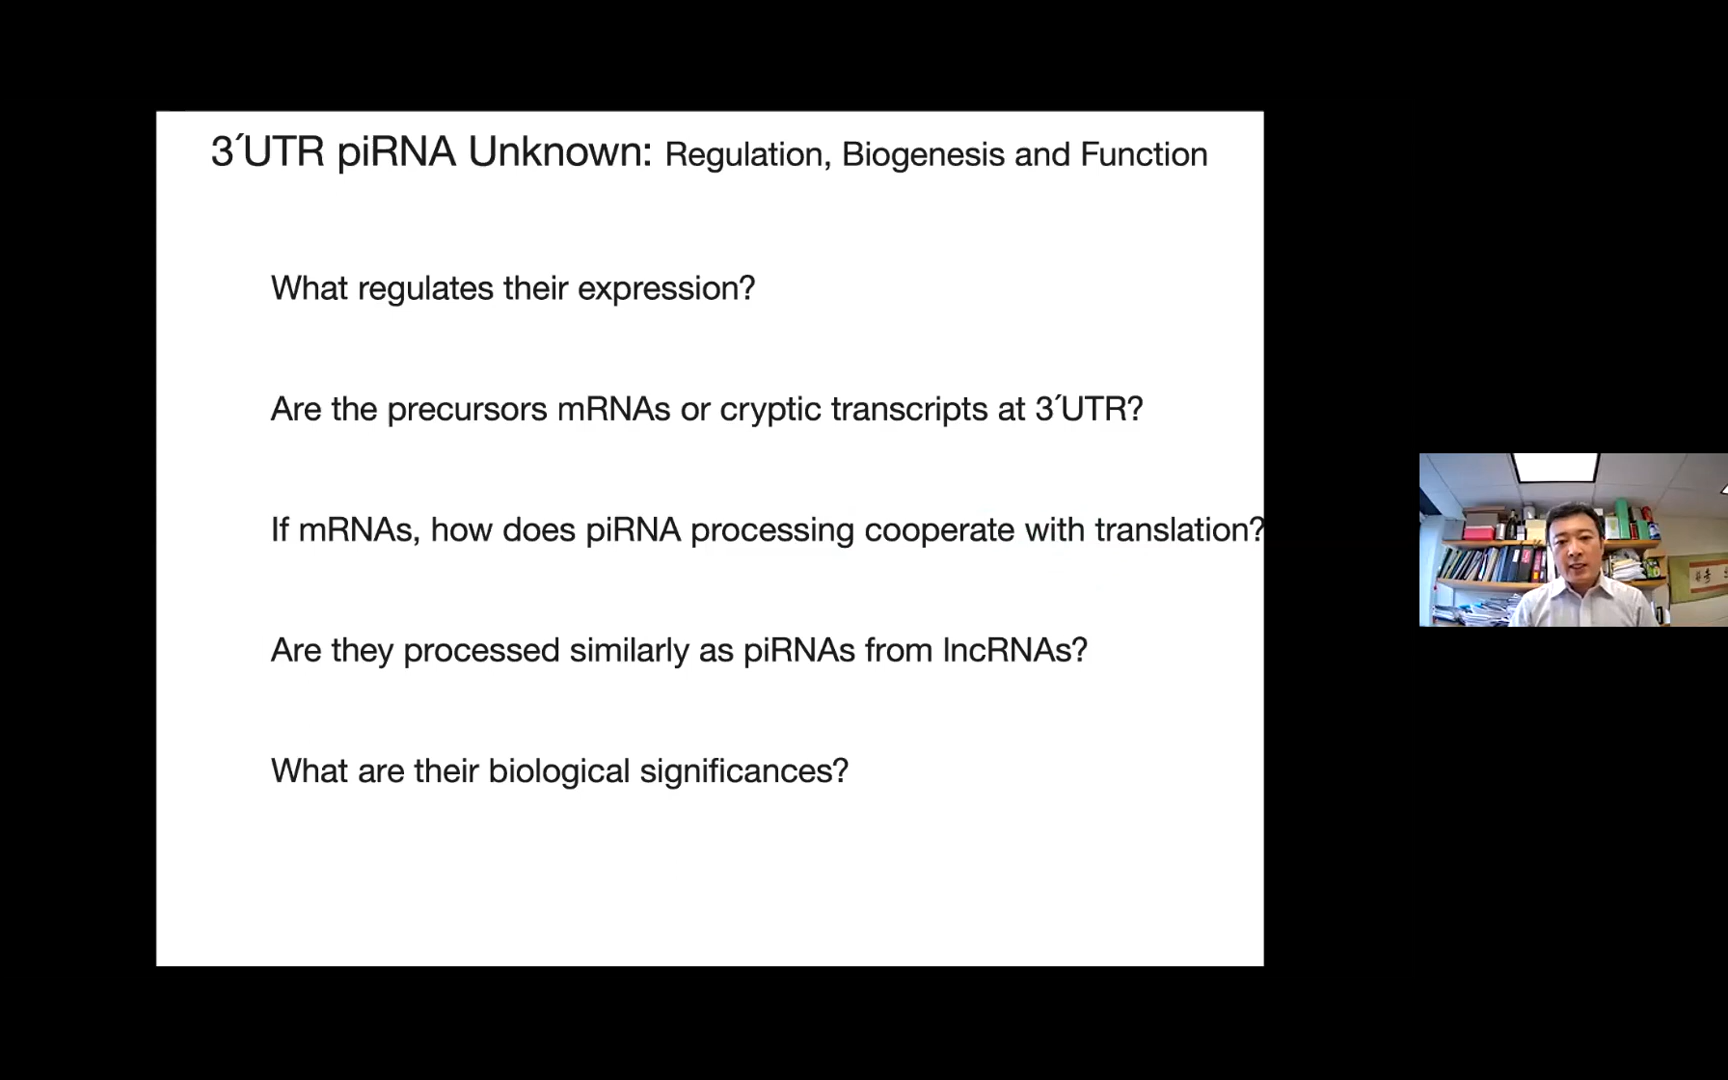 3´UTR piRNA Unknown: Regulation, Biogenesis and Function
What regulates their expression?
Are the precursors mRNAs or cryptic transcripts at 3´UTR?
If mRNAs, how does piRNA processing cooperate with translation?
Are they processed similarly as piRNAs from lncRNAs?
What are their biological significances?